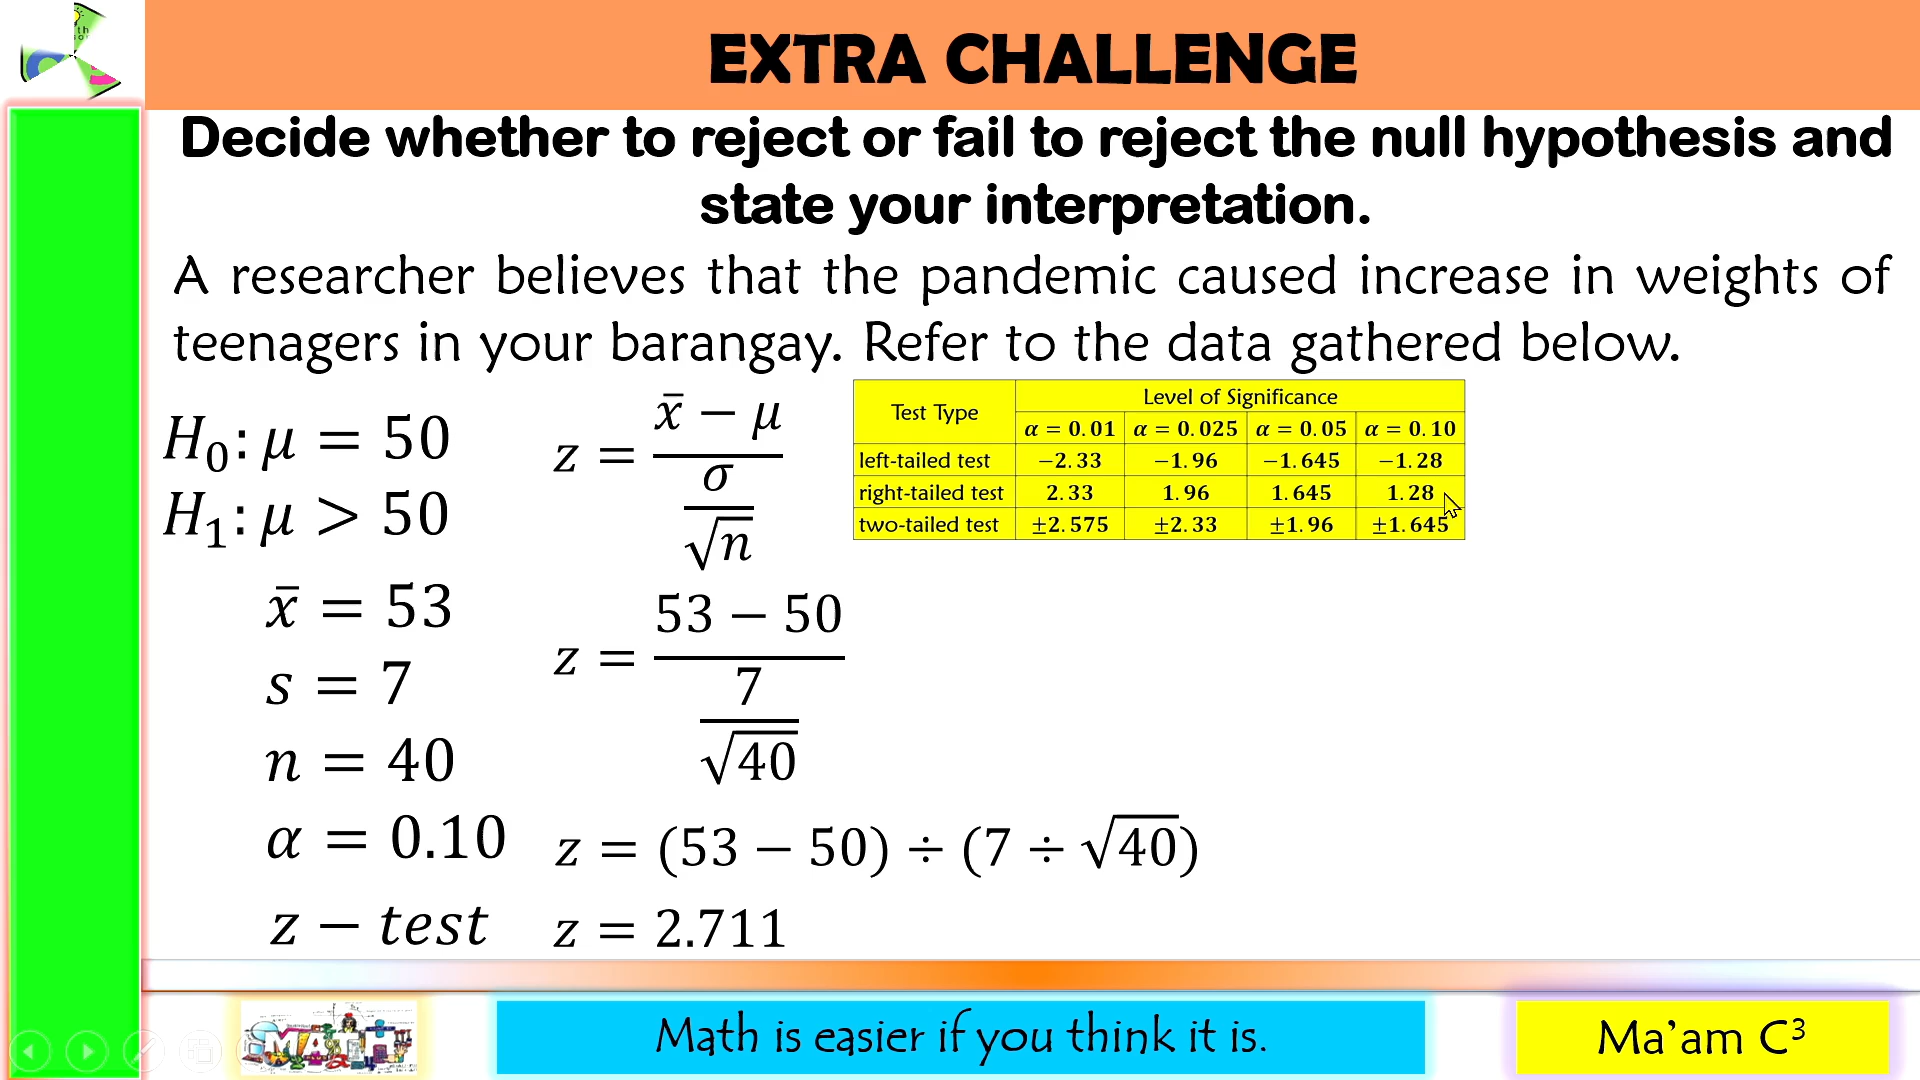 EXTRA CHALLENGE
Decide whether to reject or fail to reject the null hypothesis and
state your interpretation.
A researcher believes that the pandemic caused increase in weights of
teenagers in your barangay. Refer to the data gathered below.
H₀: μ = 50
H₁: μ > 50
x̄ = 53
s = 7
n = 40
α = 0.10
z − test
z = (x̄ − μ) / (σ / √n)
z = (53 − 50) / (7 / √40)
z = (53 − 50) ÷ (7 ÷ √40)
z = 2.711
Test Type Level of Significance
α = 0.01 α = 0.025 α = 0.05 α = 0.10
left-tailed test −2.33 −1.96 −1.645 −1.28
right-tailed test 2.33 1.96 1.645 1.28
two-tailed test ±2.575 ±2.33 ±1.96 ±1.645
MATH
Math is easier if you think it is.
Ma’am C³